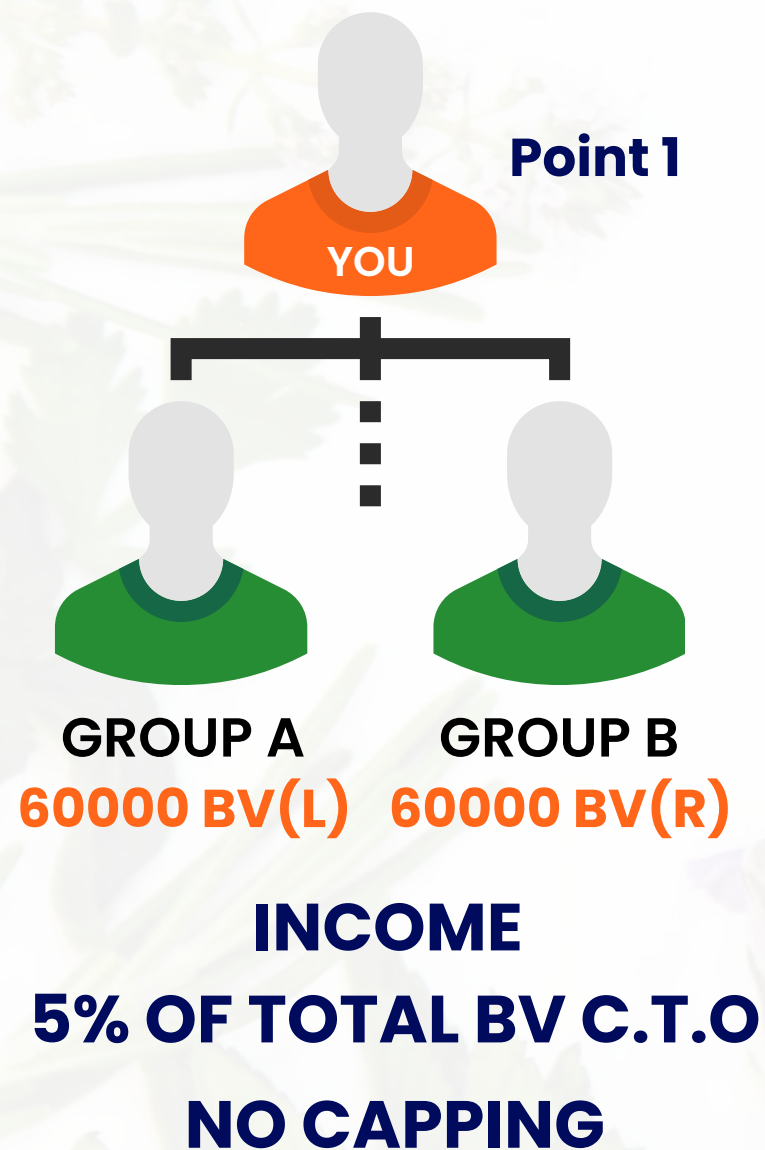 Point 1
YOU
GROUP A GROUP B
60000 BV(L) 60000 BV(R)
INCOME
5% OF TOTAL BV C.T.O
NO CAPPING